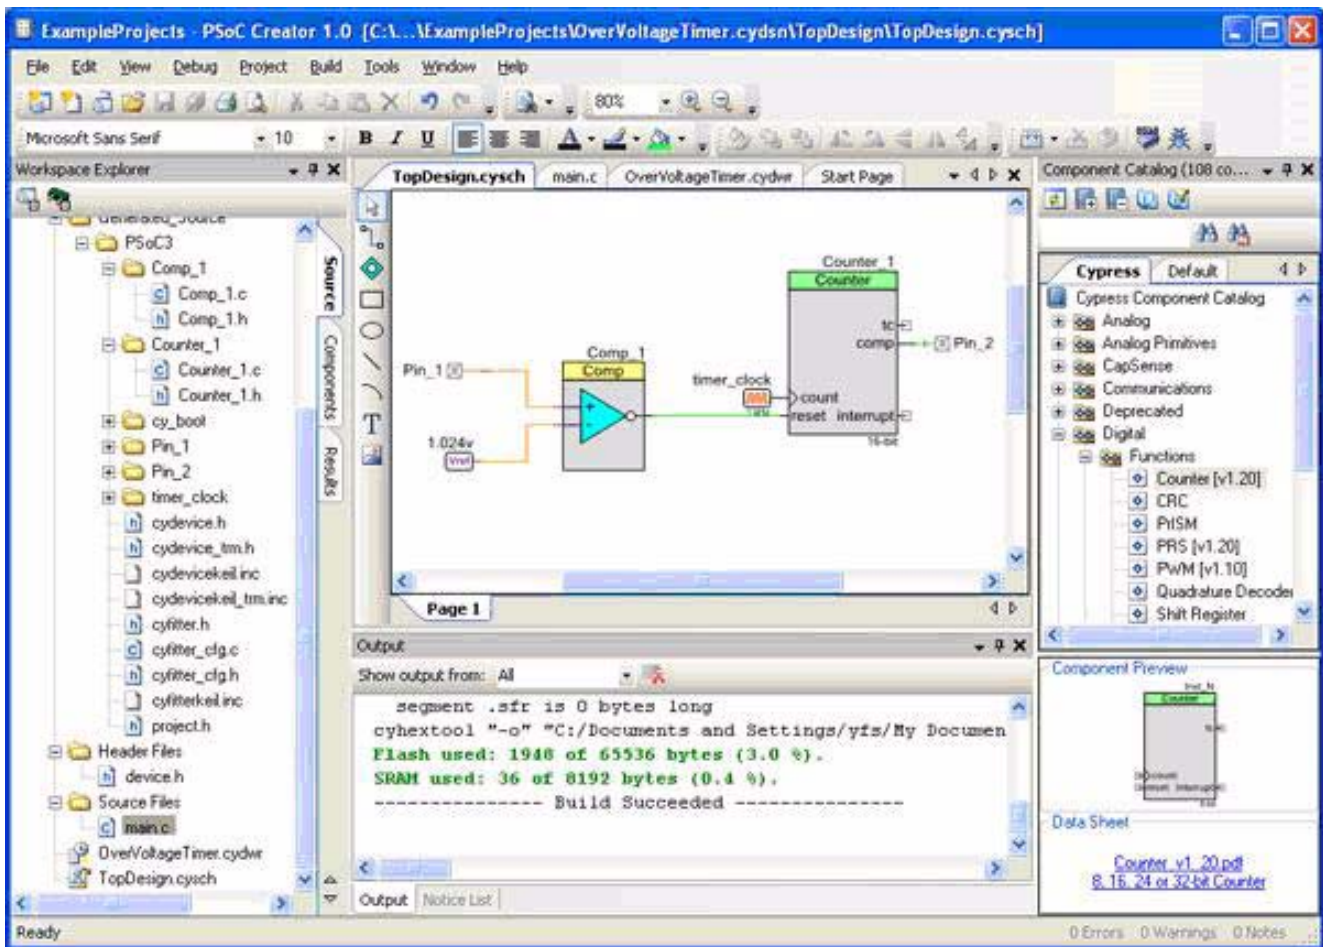 ExampleProjects - PSoC Creator 1.0 [C:\...\ExampleProjects\OverVoltageTimer.cydsn\TopDesign\TopDesign.cysch]
File Edit View Debug Project Build Tools Window Help
80%
Microsoft Sans Serif 10 B I U A
Workspace Explorer
Generated_Source
PSoC3
Comp_1
Comp_1.c
Comp_1.h
Counter_1
Counter_1.c
Counter_1.h
cy_boot
Pin_1
Pin_2
timer_clock
cydevice.h
cydevice_trm.h
cydevicekeil.inc
cydevicekeil_trm.inc
cyfitter.h
cyfitter_cfg.c
cyfitter_cfg.h
cyfitterkeil.inc
project.h
Header Files
device.h
Source Files
main.c
OverVoltageTimer.cydwr
TopDesign.cysch
Source
Components
Results
TopDesign.cysch main.c OverVoltageTimer.cydwr Start Page
T
Counter_1
Counter
tc
comp Pin_2
count
reset interrupt
16-bit
timer_clock
Comp_1
Comp
Pin_1
1.024v
Vref
Page 1
Output
Show output from: All
segment .sfr is 0 bytes long
cyhextool "-o" "C:/Documents and Settings/yfs/My Documen
Flash used: 1948 of 65536 bytes (3.0 %).
SRAM used: 36 of 8192 bytes (0.4 %).
--------------- Build Succeeded ---------------
Output Notice List
Component Catalog (108 co...
Cypress Default
Cypress Component Catalog
Analog
Analog Primitives
CapSense
Communications
Deprecated
Digital
Functions
Counter [v1.20]
CRC
PrISM
PRS [v1.20]
PWM [v1.10]
Quadrature Decoder
Shift Register
Component Preview
Inst_N
Counter
Data Sheet
Counter_v1_20.pdf
8, 16, 24 or 32-bit Counter
Ready 0 Errors 0 Warnings 0 Notes